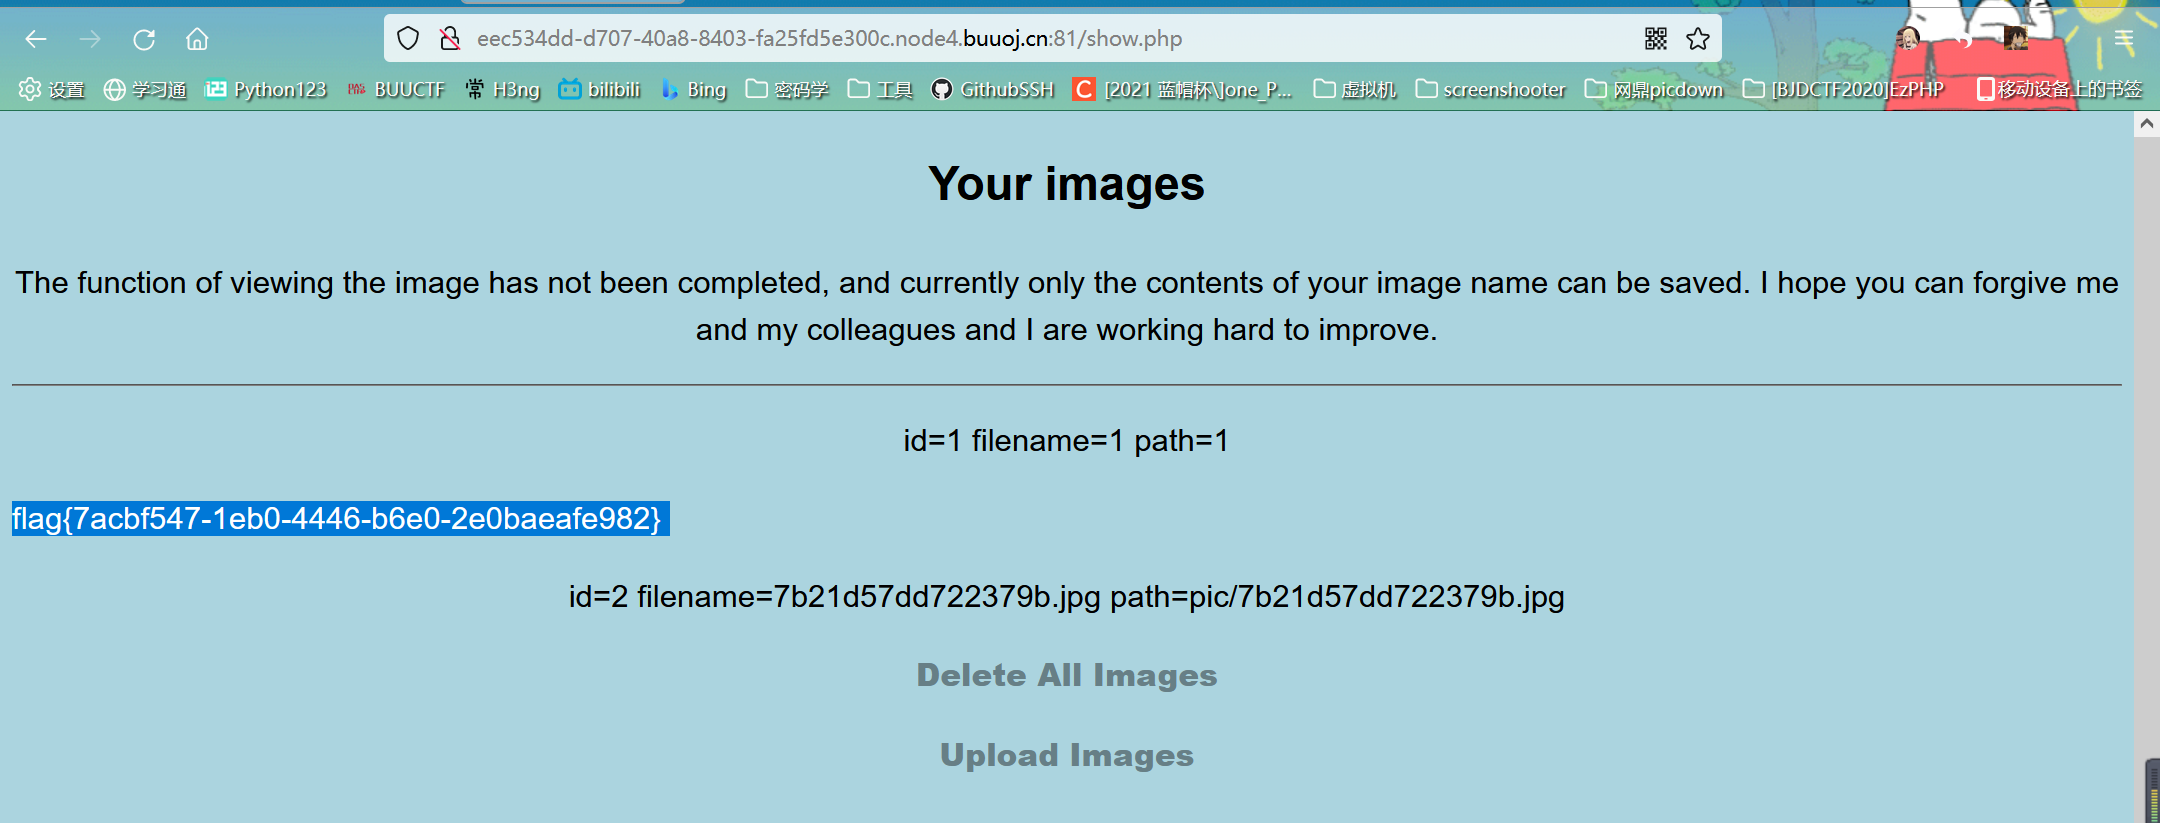 eec534dd-d707-40a8-8403-fa25fd5e300c.node4.buuoj.cn:81/show.php
设置 学习通 Python123 BUUCTF H3ng bilibili Bing 密码学 工具 GithubSSH [2021 蓝帽杯\]one_P... 虚拟机 screenshooter 网鼎picdown [BJDCTF2020]EzPHP 移动设备上的书签
Your images
The function of viewing the image has not been completed, and currently only the contents of your image name can be saved. I hope you can forgive me
and my colleagues and I are working hard to improve.
id=1 filename=1 path=1
flag{7acbf547-1eb0-4446-b6e0-2e0baeafe982}
id=2 filename=7b21d57dd722379b.jpg path=pic/7b21d57dd722379b.jpg
Delete All Images
Upload Images